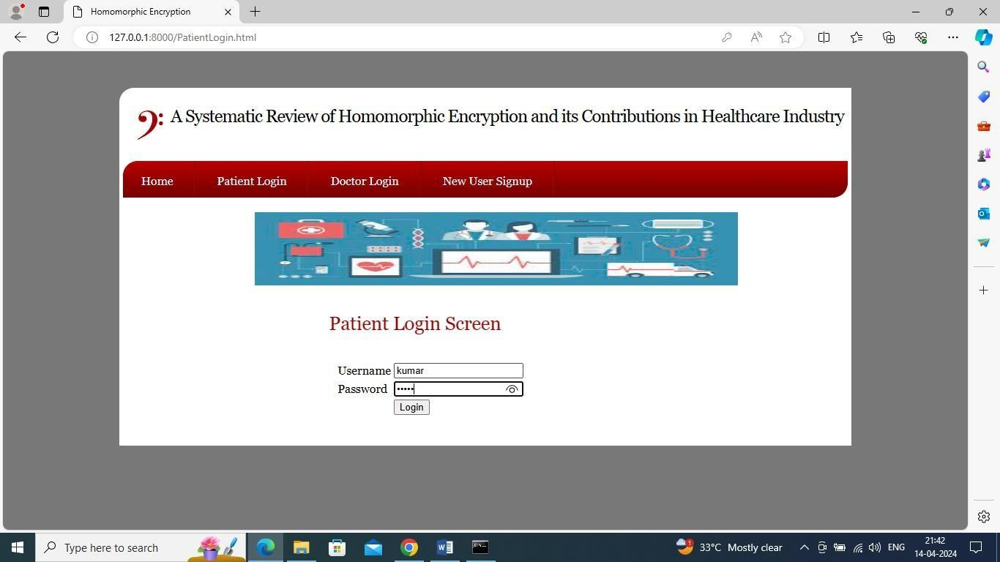 Homomorphic Encryption
127.0.0.1:8000/PatientLogin.html
A Systematic Review of Homomorphic Encryption and its Contributions in Healthcare Industry
Home Patient Login Doctor Login New User Signup
Patient Login Screen
Username kumar
Password •••••
Login
Type here to search
1 33°C Mostly clear ENG 21:42
14-04-2024